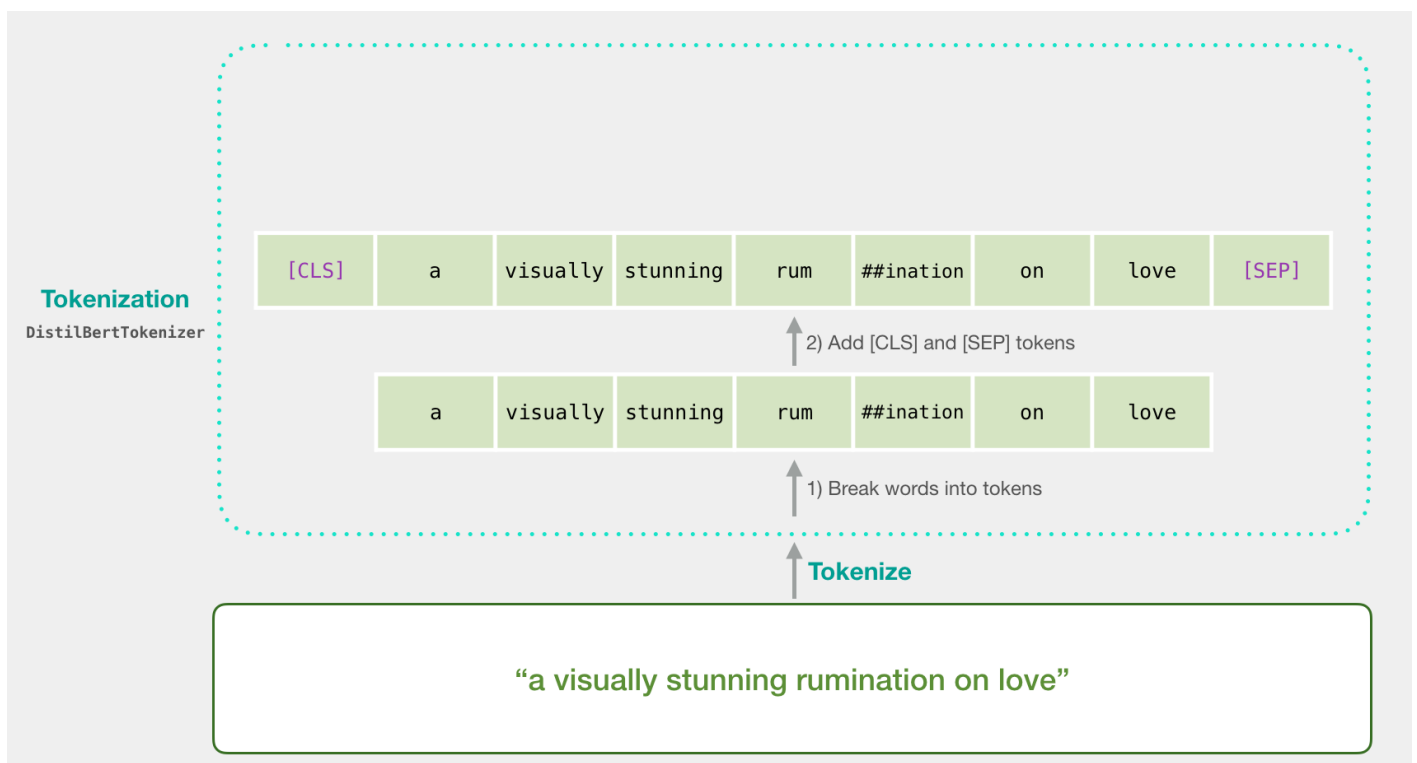 [CLS] a visually stunning rum ##ination on love [SEP]
Tokenization
DistilBertTokenizer
2) Add [CLS] and [SEP] tokens
a visually stunning rum ##ination on love
1) Break words into tokens
Tokenize
“a visually stunning rumination on love”